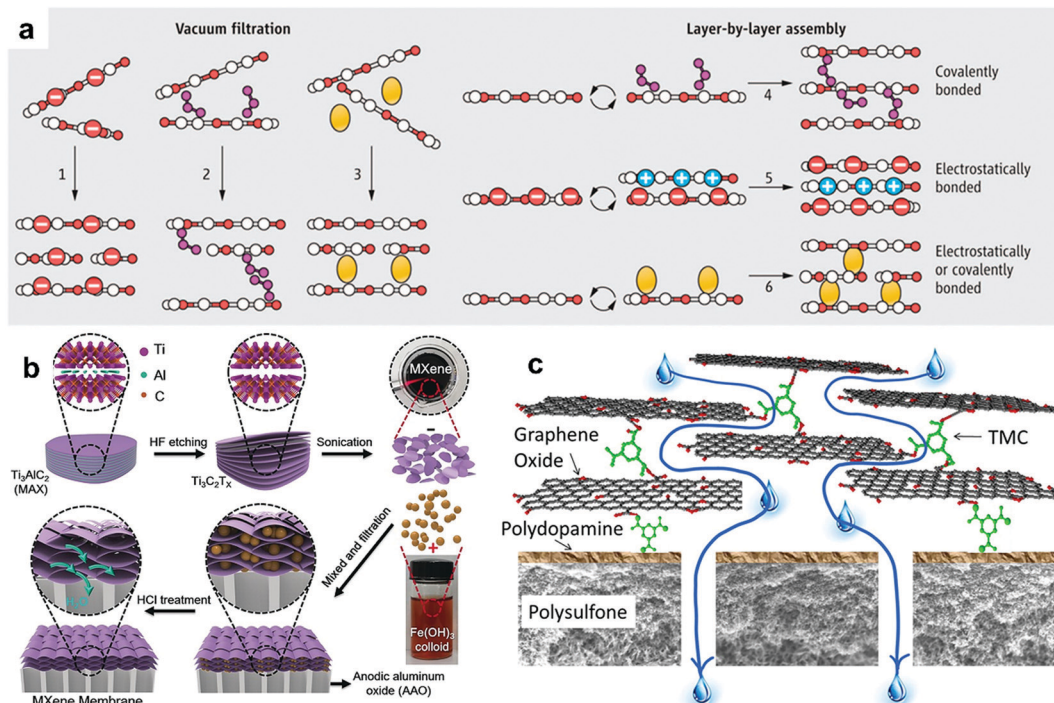 a
Vacuum filtration
Layer-by-layer assembly
1
2
3
4
Covalently
bonded
5
Electrostatically
bonded
6
Electrostatically
or covalently
bonded
b
Ti
Al
C
MXene
HF etching
Sonication
Ti₃AlC₂
(MAX)
Ti₃C₂Tₓ
Mixed and filtration
H₂O
HCl treatment
Fe(OH)₃
colloid
Anodic aluminum
oxide (AAO)
MXene Membrane
c
Graphene
Oxide
TMC
Polydopamine
Polysulfone